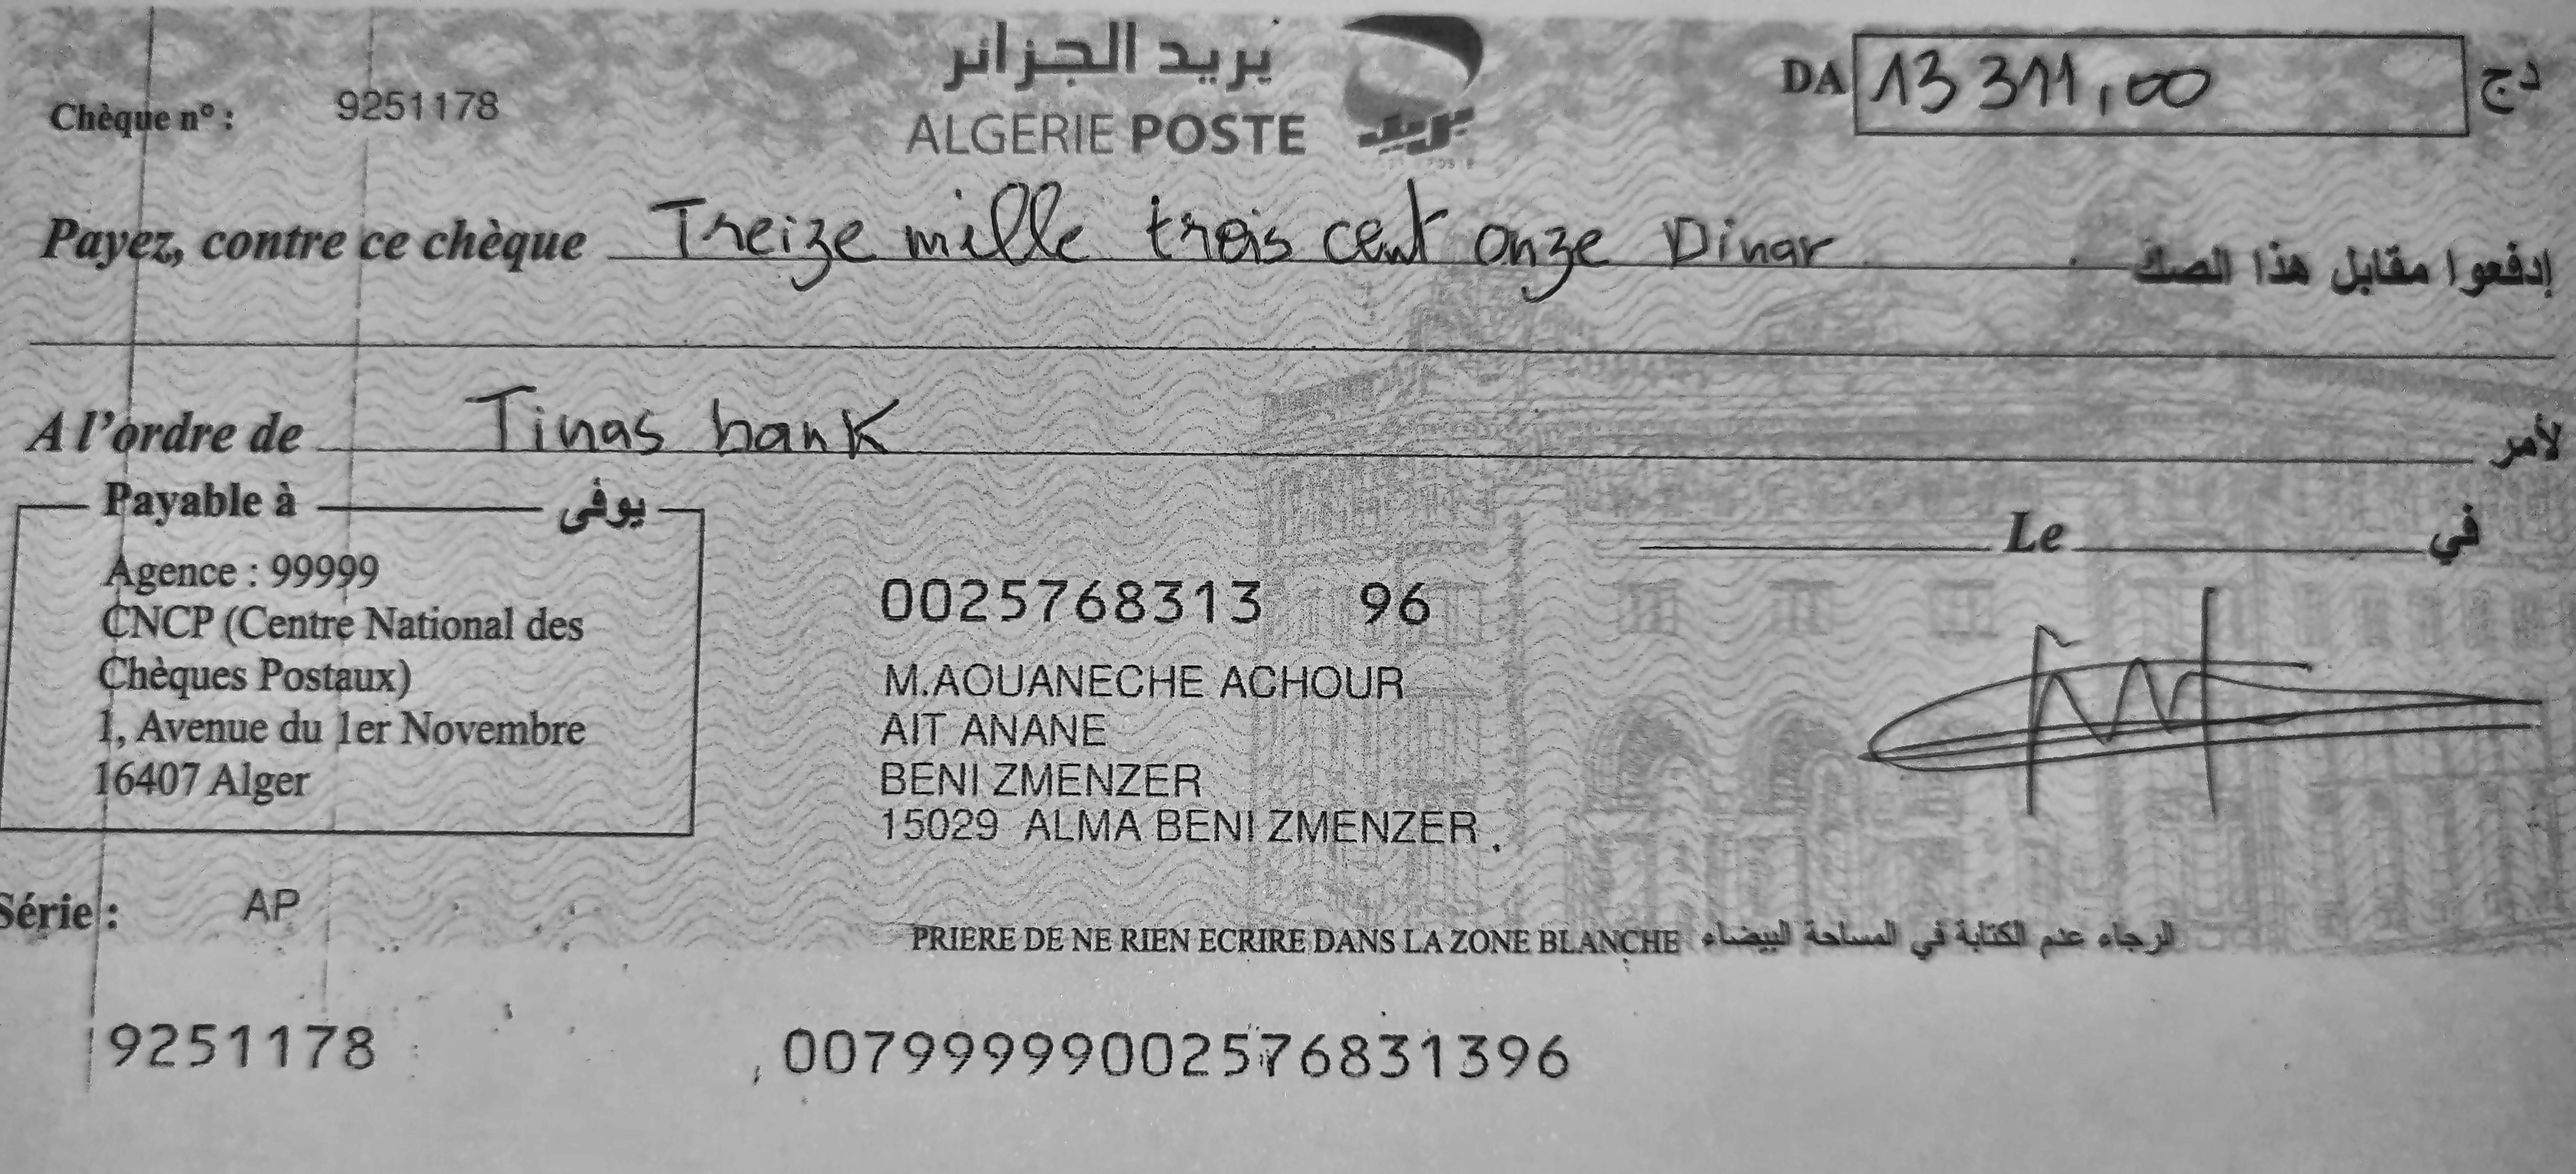 بريد الجزائر
ALGERIE POSTE
بريد
Chèque n° : 9251178
DA 13 311,00 دج
Payez, contre ce chèque Treize mille trois cent onze Dinar إدفعوا مقابل هذا الصك
A l'ordre de Tinas bank لأمر
Payable à يوفى
Agence : 99999
CNCP (Centre National des
Chèques Postaux)
1, Avenue du 1er Novembre
16407 Alger
Le في
0025768313 96
M.AOUANECHE ACHOUR
AIT ANANE
BENI ZMENZER
15029 ALMA BENI ZMENZER
Série : AP
PRIERE DE NE RIEN ECRIRE DANS LA ZONE BLANCHE الرجاء عدم الكتابة في المساحة البيضاء
9251178 00799999002576831396